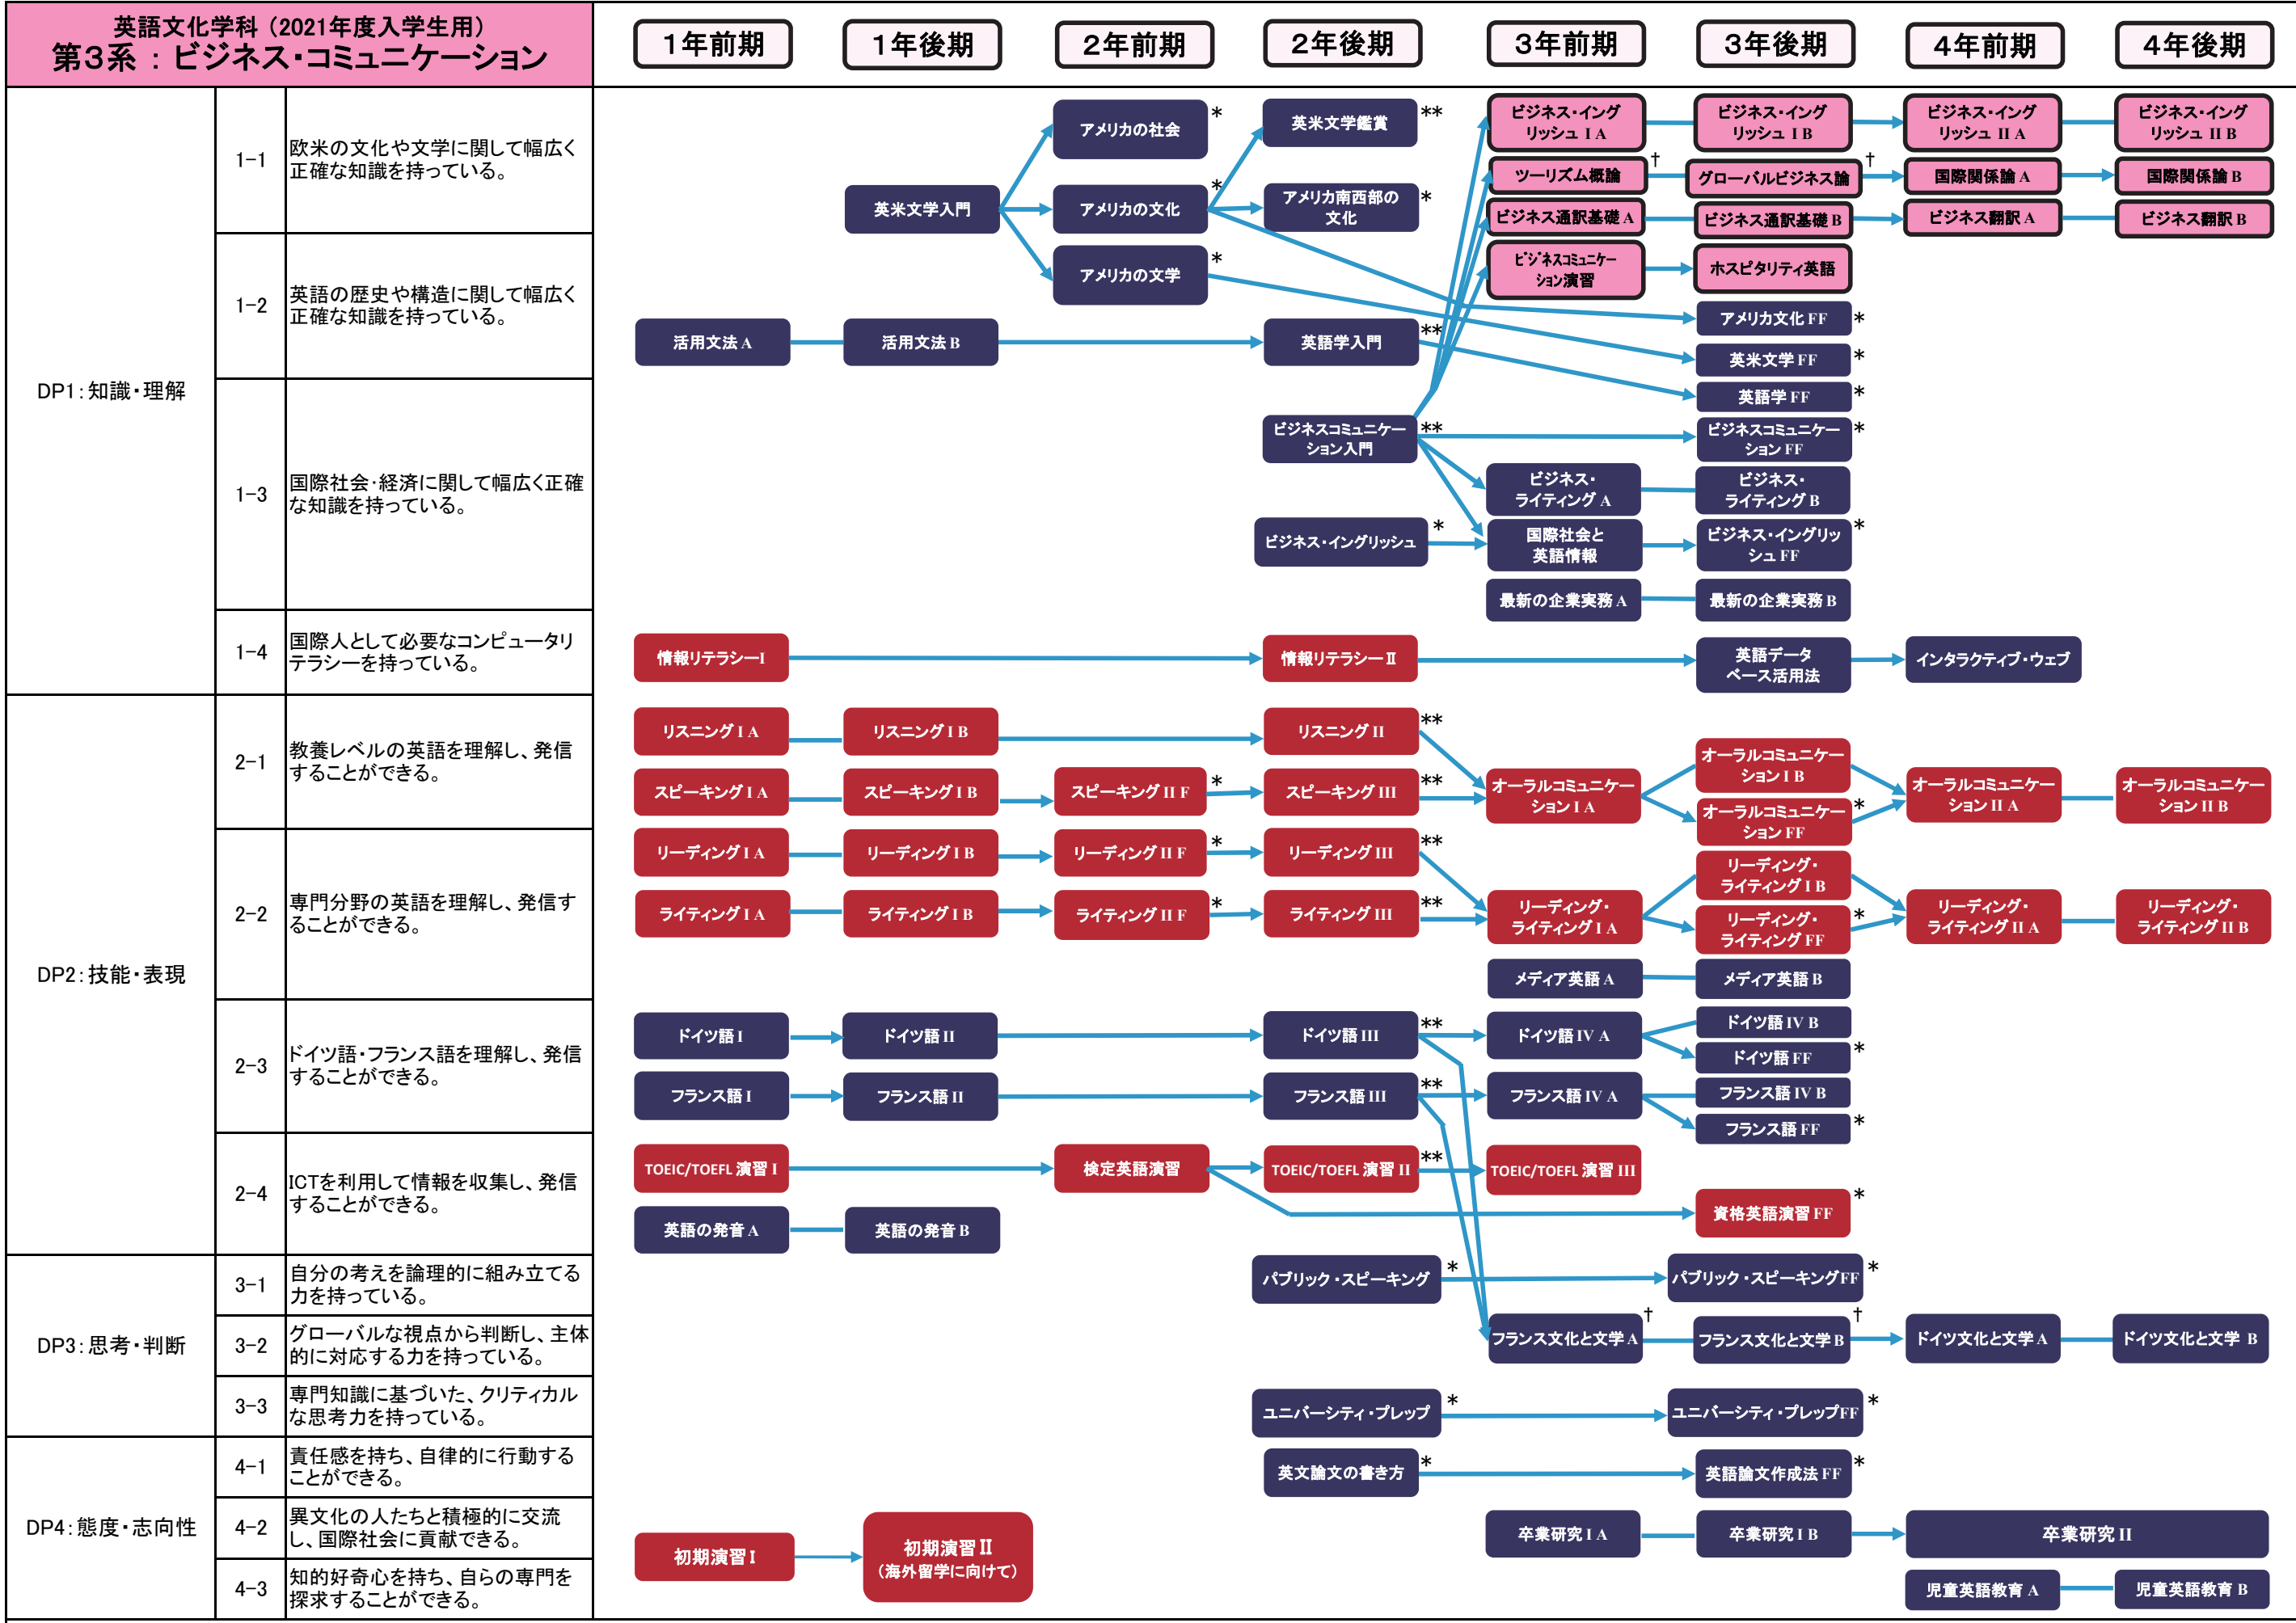 英語文化学科（2021年度入学生用）
第３系 ： ビジネス・コミュニケーション
１年前期
１年後期
２年前期
２年後期
３年前期
３年後期
４年前期
４年後期
DP1：知識・理解
1-1
欧米の文化や文学に関して幅広く
正確な知識を持っている。
1-2
英語の歴史や構造に関して幅広く
正確な知識を持っている。
1-3
国際社会・経済に関して幅広く正確
な知識を持っている。
1-4
国際人として必要なコンピュータリ
テラシーを持っている。
DP2：技能・表現
2-1
教養レベルの英語を理解し、発信
することができる。
2-2
専門分野の英語を理解し、発信す
ることができる。
2-3
ドイツ語・フランス語を理解し、発信
することができる。
2-4
ICTを利用して情報を収集し、発信
することができる。
DP3：思考・判断
3-1
自分の考えを論理的に組み立てる
力を持っている。
3-2
グローバルな視点から判断し、主体
的に対応する力を持っている。
3-3
専門知識に基づいた、クリティカル
な思考力を持っている。
DP4：態度・志向性
4-1
責任感を持ち、自律的に行動する
ことができる。
4-2
異文化の人たちと積極的に交流
し、国際社会に貢献できる。
4-3
知的好奇心を持ち、自らの専門を
探求することができる。
アメリカの社会 *
英米文学鑑賞 **
ビジネス・イング
リッシュ I A
ビジネス・イング
リッシュ I B
ビジネス・イング
リッシュ II A
ビジネス・イング
リッシュ II B
ツーリズム概論 †
グローバルビジネス論 †
国際関係論 A
国際関係論 B
英米文学入門
アメリカの文化 *
アメリカ南西部の
文化 *
ビジネス通訳基礎 A
ビジネス通訳基礎 B
ビジネス翻訳 A
ビジネス翻訳 B
アメリカの文学 *
ビジネスコミュニケー
ション演習
ホスピタリティ英語
アメリカ文化 FF *
活用文法 A
活用文法 B
英語学入門 **
英米文学 FF *
英語学 FF *
ビジネスコミュニケー
ション入門 **
ビジネスコミュニケー
ション FF *
ビジネス・
ライティング A
ビジネス・
ライティング B
ビジネス・イングリッシュ *
国際社会と
英語情報
ビジネス・イングリッ
シュ FF *
最新の企業実務 A
最新の企業実務 B
情報リテラシーI
情報リテラシー II
英語データ
ベース活用法
インタラクティブ・ウェブ
リスニング I A
リスニング I B
リスニング II **
スピーキング I A
スピーキング I B
スピーキング II F *
スピーキング III **
オーラルコミュニケー
ション I A
オーラルコミュニケー
ション I B
オーラルコミュニケー
ション FF *
オーラルコミュニケー
ション II A
オーラルコミュニケー
ション II B
リーディング I A
リーディング I B
リーディング II F *
リーディング III **
ライティング I A
ライティング I B
ライティング II F *
ライティング III **
リーディング・
ライティング I A
リーディング・
ライティング I B
リーディング・
ライティング FF *
リーディング・
ライティング II A
リーディング・
ライティング II B
メディア英語 A
メディア英語 B
ドイツ語 I
ドイツ語 II
ドイツ語 III **
ドイツ語 IV A
ドイツ語 IV B
ドイツ語 FF *
フランス語 I
フランス語 II
フランス語 III **
フランス語 IV A
フランス語 IV B
フランス語 FF *
TOEIC/TOEFL 演習 I
検定英語演習
TOEIC/TOEFL 演習 II **
TOEIC/TOEFL 演習 III
資格英語演習 FF *
英語の発音 A
英語の発音 B
パブリック・スピーキング *
パブリック・スピーキングFF *
フランス文化と文学 A †
フランス文化と文学 B †
ドイツ文化と文学 A
ドイツ文化と文学 B
ユニバーシティ・プレップ *
ユニバーシティ・プレップFF *
英文論文の書き方 *
英語論文作成法 FF *
初期演習 I
初期演習 II
（海外留学に向けて）
卒業研究 I A
卒業研究 I B
卒業研究 II
児童英語教育 A
児童英語教育 B